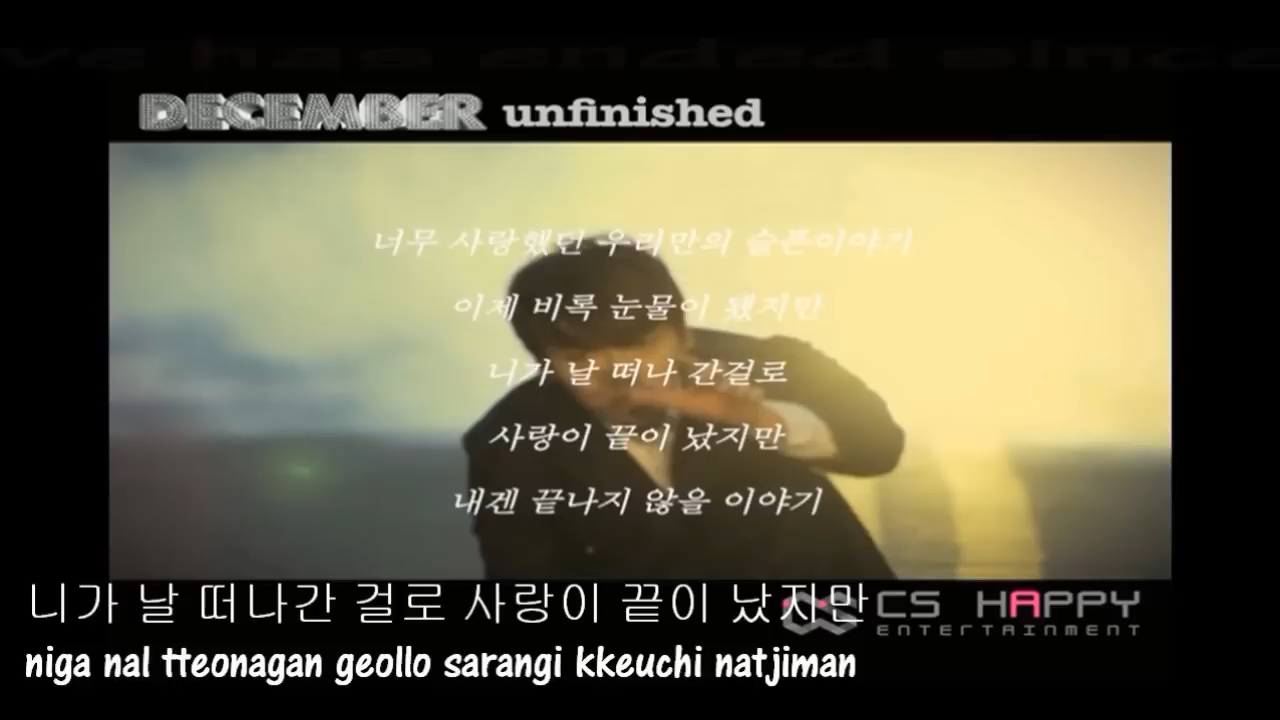 ve has ended since
DECEMBER unfinished
너무 사랑했던 우리만의 슬픈이야기
이제 비록 눈물이 됐지만
니가 날 떠나 간걸로
사랑이 끝이 났지만
내겐 끝나지 않을 이야기
니가 날 떠나간 걸로 사랑이 끝이 났지만
CS HAPPY
ENTERTAINMENT
niga nal tteonagan geollo sarangi kkeuchi natjiman